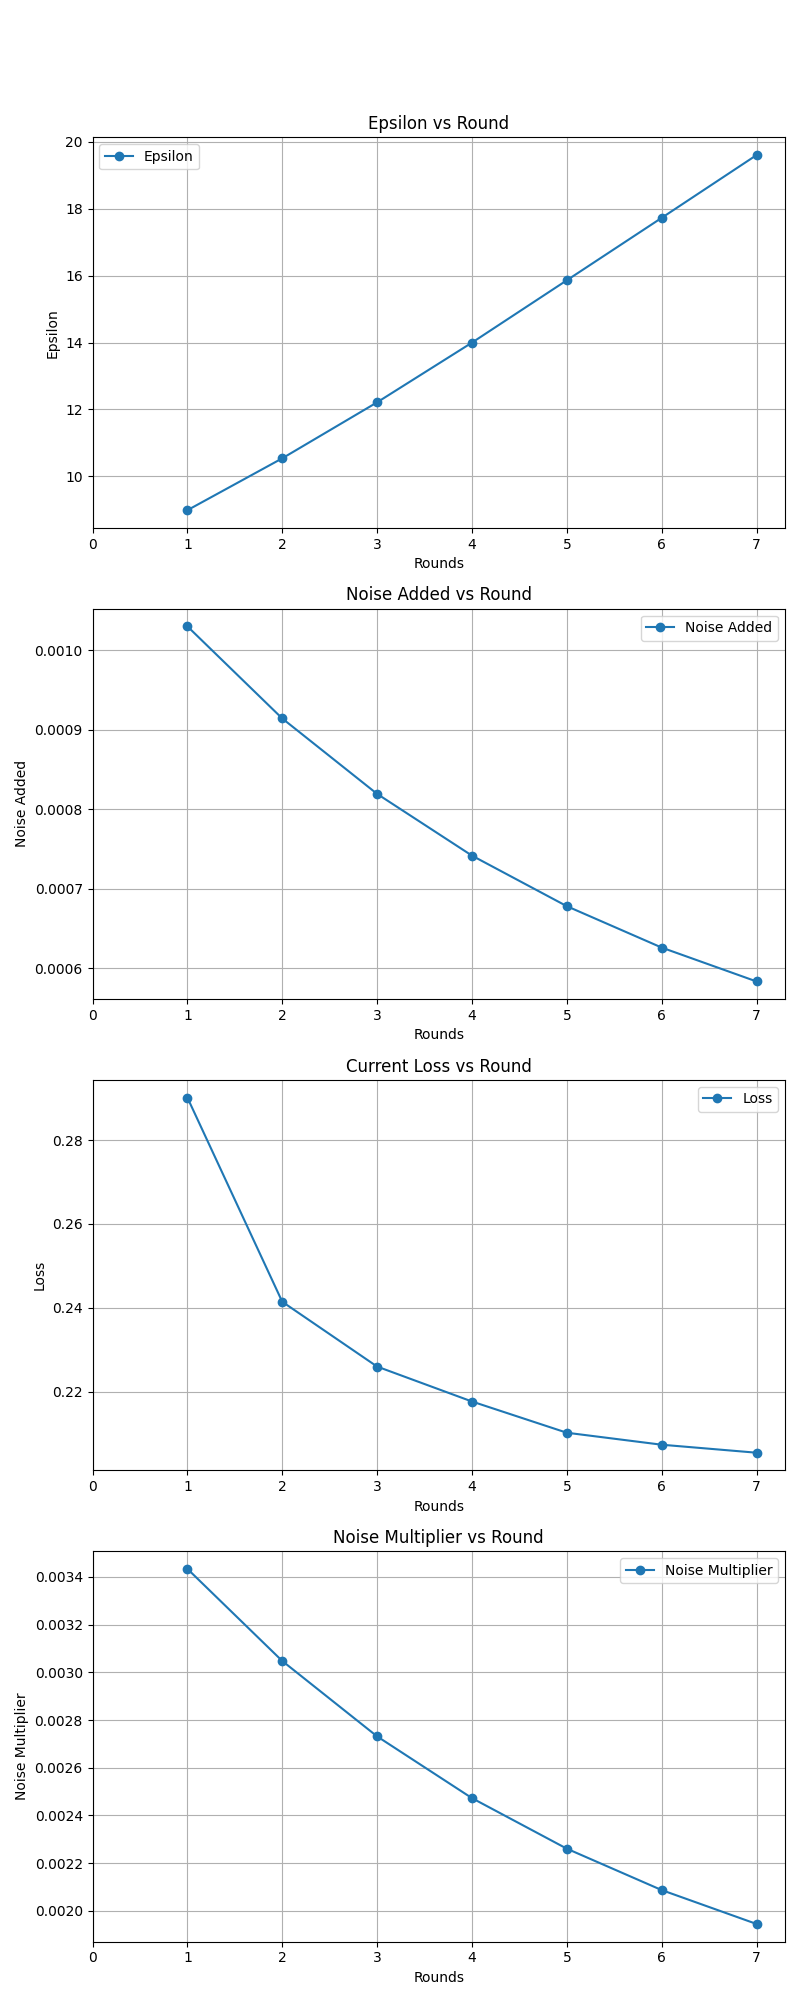 Epsilon vs Round
Epsilon
20
18
16
14
12
10
Epsilon
0 1 2 3 4 5 6 7
Rounds
Noise Added vs Round
Noise Added
0.0010
0.0009
0.0008
0.0007
0.0006
Noise Added
0 1 2 3 4 5 6 7
Rounds
Current Loss vs Round
Loss
0.28
0.26
0.24
0.22
Loss
0 1 2 3 4 5 6 7
Rounds
Noise Multiplier vs Round
Noise Multiplier
0.0034
0.0032
0.0030
0.0028
0.0026
0.0024
0.0022
0.0020
Noise Multiplier
0 1 2 3 4 5 6 7
Rounds